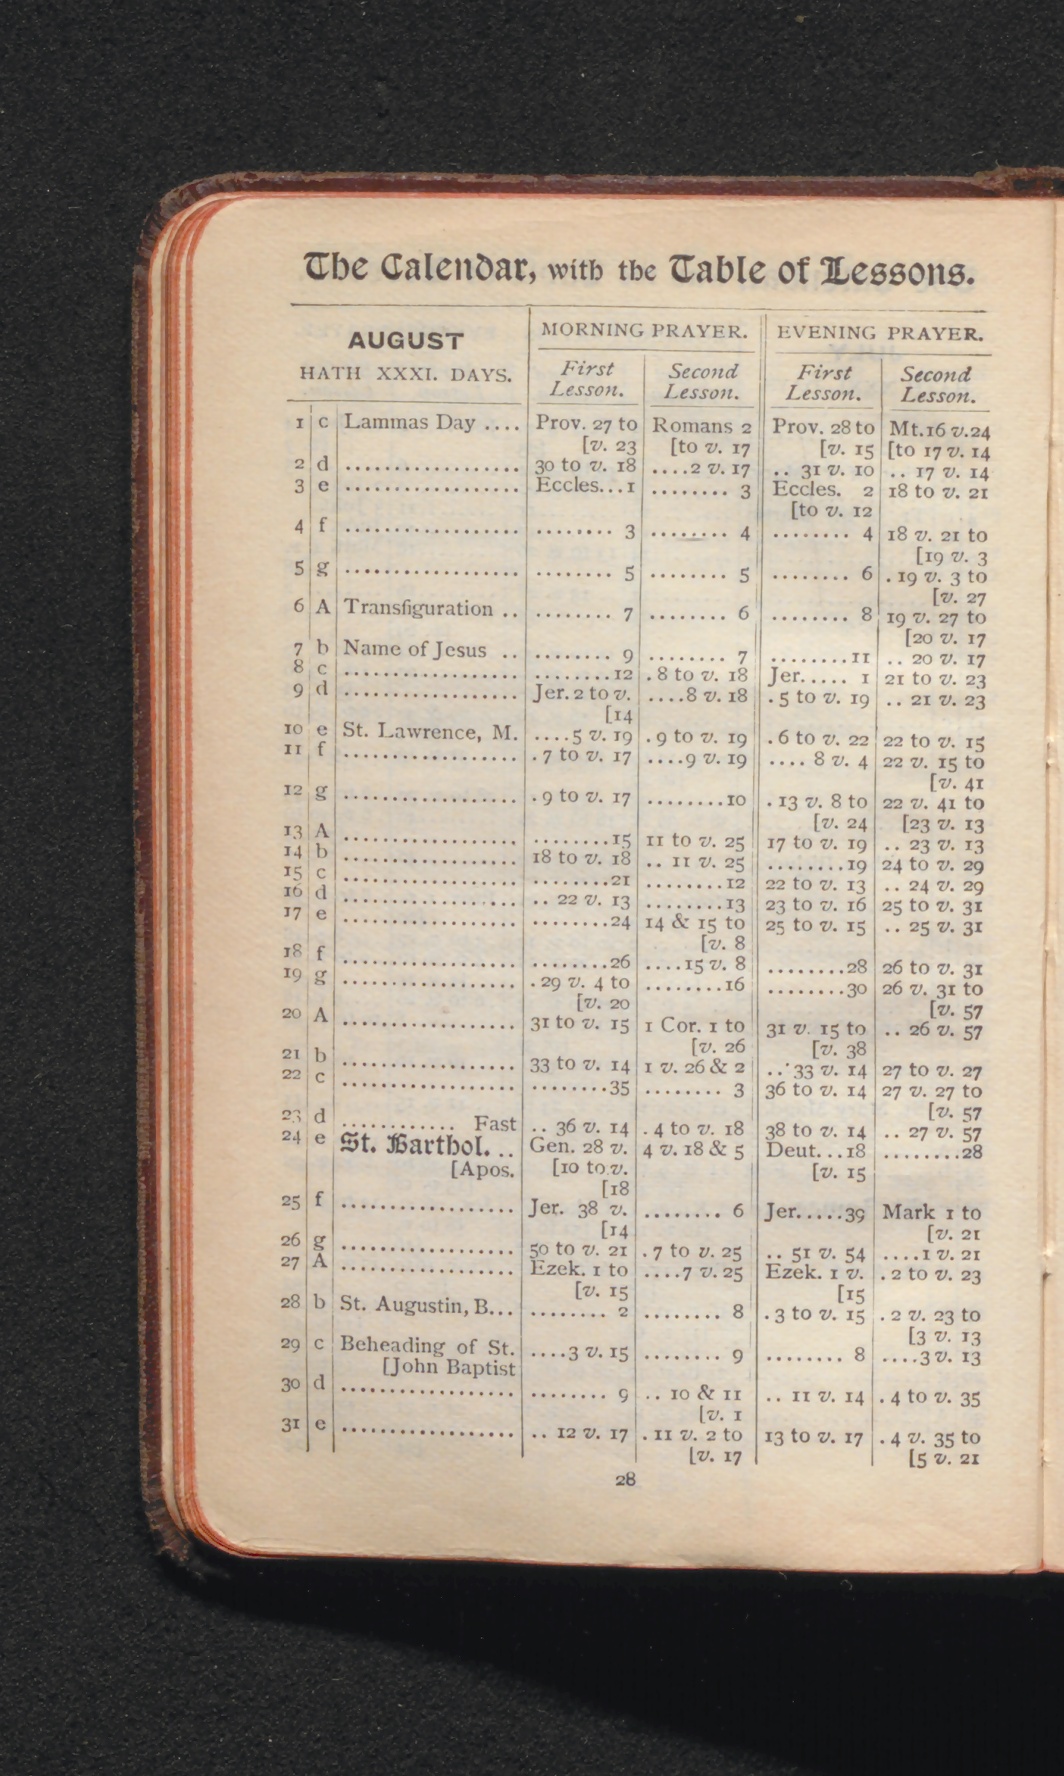 The Calendar, with the Table of Lessons.
AUGUST
HATH XXXI. DAYS.
MORNING PRAYER. EVENING PRAYER.
First Lesson. Second Lesson. First Lesson. Second Lesson.
1 c Lammas Day .... Prov. 27 to Romans 2 Prov. 28 to Mt.16 v.24
[v. 23 [to v. 17 [v. 15 [to 17 v. 14
2 d .................. 30 to v. 18 ....2 v. 17 .. 31 v. 10 .. 17 v. 14
3 e .................. Eccles...1 ........ 3 Eccles. 2 18 to v. 21
[to v. 12
4 f .................. ........ 3 ........ 4 ........ 4 18 v. 21 to
[19 v. 3
5 g .................. ........ 5 ........ 5 ........ 6 . 19 v. 3 to
[v. 27
6 A Transfiguration .. ........ 7 ........ 6 ........ 8 19 v. 27 to
[20 v. 17
7 b Name of Jesus .. ........ 9 ........ 7 ........11 .. 20 v. 17
8 c .................. ........12 . 8 to v. 18 Jer..... 1 21 to v. 23
9 d .................. Jer. 2 to v. ....8 v. 18 . 5 to v. 19 .. 21 v. 23
[14
10 e St. Lawrence, M. ....5 v. 19 . 9 to v. 19 . 6 to v. 22 22 to v. 15
11 f .................. . 7 to v. 17 ....9 v. 19 .... 8 v. 4 22 v. 15 to
[v. 41
12 g .................. . 9 to v. 17 ........10 . 13 v. 8 to 22 v. 41 to
[v. 24 [23 v. 13
13 A .................. ........15 11 to v. 25 17 to v. 19 .. 23 v. 13
14 b .................. 18 to v. 18 .. 11 v. 25 ........19 24 to v. 29
15 c .................. ........21 ........12 22 to v. 13 .. 24 v. 29
16 d .................. .. 22 v. 13 ........13 23 to v. 16 25 to v. 31
17 e .................. ........24 14 & 15 to 25 to v. 15 .. 25 v. 31
[v. 8
18 f .................. ........26 ....15 v. 8 ........28 26 to v. 31
19 g .................. . 29 v. 4 to ........16 ........30 26 v. 31 to
[v. 20 [v. 57
20 A .................. 31 to v. 15 1 Cor. 1 to 31 v. 15 to .. 26 v. 57
[v. 26 [v. 38
21 b .................. 33 to v. 14 1 v. 26 & 2 .. 33 v. 14 27 to v. 27
22 c .................. ........35 ........ 3 36 to v. 14 27 v. 27 to
[v. 57
23 d ............ Fast .. 36 v. 14 . 4 to v. 18 38 to v. 14 .. 27 v. 57
24 e St. Barthol. .. Gen. 28 v. 4 v. 18 & 5 Deut...18 ........28
[Apos. [10 to v. [v. 15
[18
25 f .................. Jer. 38 v. ........ 6 Jer.....39 Mark 1 to
[14 [v. 21
26 g .................. 50 to v. 21 . 7 to v. 25 .. 51 v. 54 ....1 v. 21
27 A .................. Ezek. 1 to ....7 v. 25 Ezek. 1 v. . 2 to v. 23
[v. 15 [15
28 b St. Augustin, B... ........ 2 ........ 8 . 3 to v. 15 . 2 v. 23 to
[3 v. 13
29 c Beheading of St. ....3 v. 15 ........ 9 ........ 8 ....3 v. 13
[John Baptist
30 d .................. ........ 9 .. 10 & 11 .. 11 v. 14 . 4 to v. 35
[v. 1
31 e .................. .. 12 v. 17 . 11 v. 2 to 13 to v. 17 . 4 v. 35 to
[v. 17 [5 v. 21
28